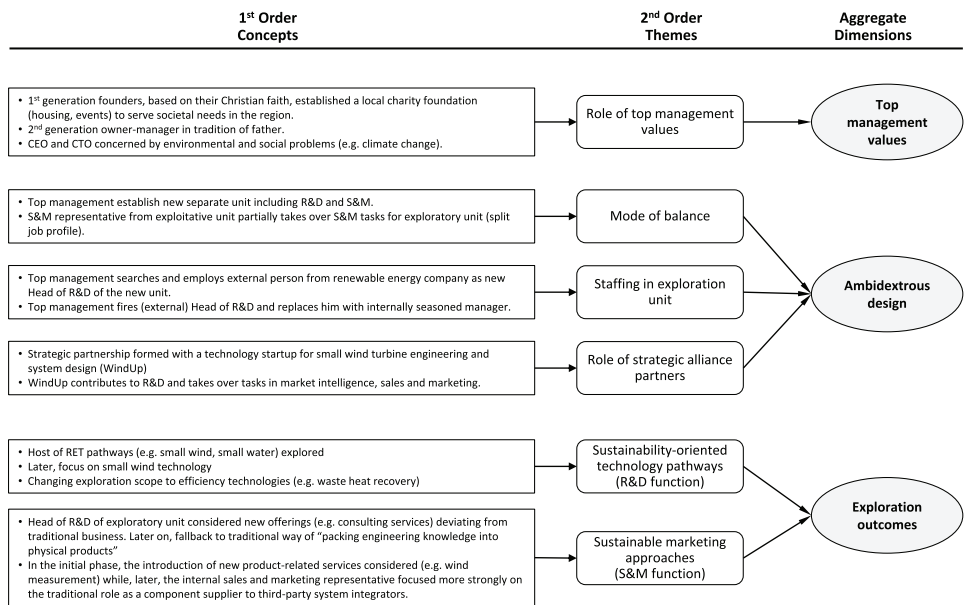 1st Order
Concepts
2nd Order
Themes
Aggregate
Dimensions
• 1st generation founders, based on their Christian faith, established a local charity foundation
(housing, events) to serve societal needs in the region.
• 2nd generation owner-manager in tradition of father.
• CEO and CTO concerned by environmental and social problems (e.g. climate change).
Role of top management
values
Top
management
values
• Top management establish new separate unit including R&D and S&M.
• S&M representative from exploitative unit partially takes over S&M tasks for exploratory unit (split
job profile).
Mode of balance
• Top management searches and employs external person from renewable energy company as new
Head of R&D of the new unit.
• Top management fires (external) Head of R&D and replaces him with internally seasoned manager.
Staffing in exploration
unit
Ambidextrous
design
• Strategic partnership formed with a technology startup for small wind turbine engineering and
system design (WindUp)
• WindUp contributes to R&D and takes over tasks in market intelligence, sales and marketing.
Role of strategic alliance
partners
• Host of RET pathways (e.g. small wind, small water) explored
• Later, focus on small wind technology
• Changing exploration scope to efficiency technologies (e.g. waste heat recovery)
Sustainability-oriented
technology pathways
(R&D function)
Exploration
outcomes
• Head of R&D of exploratory unit considered new offerings (e.g. consulting services) deviating from
traditional business. Later on, fallback to traditional way of “packing engineering knowledge into
physical products”
• In the initial phase, the introduction of new product-related services considered (e.g. wind
measurement) while, later, the internal sales and marketing representative focused more strongly on
the traditional role as a component supplier to third-party system integrators.
Sustainable marketing
approaches
(S&M function)